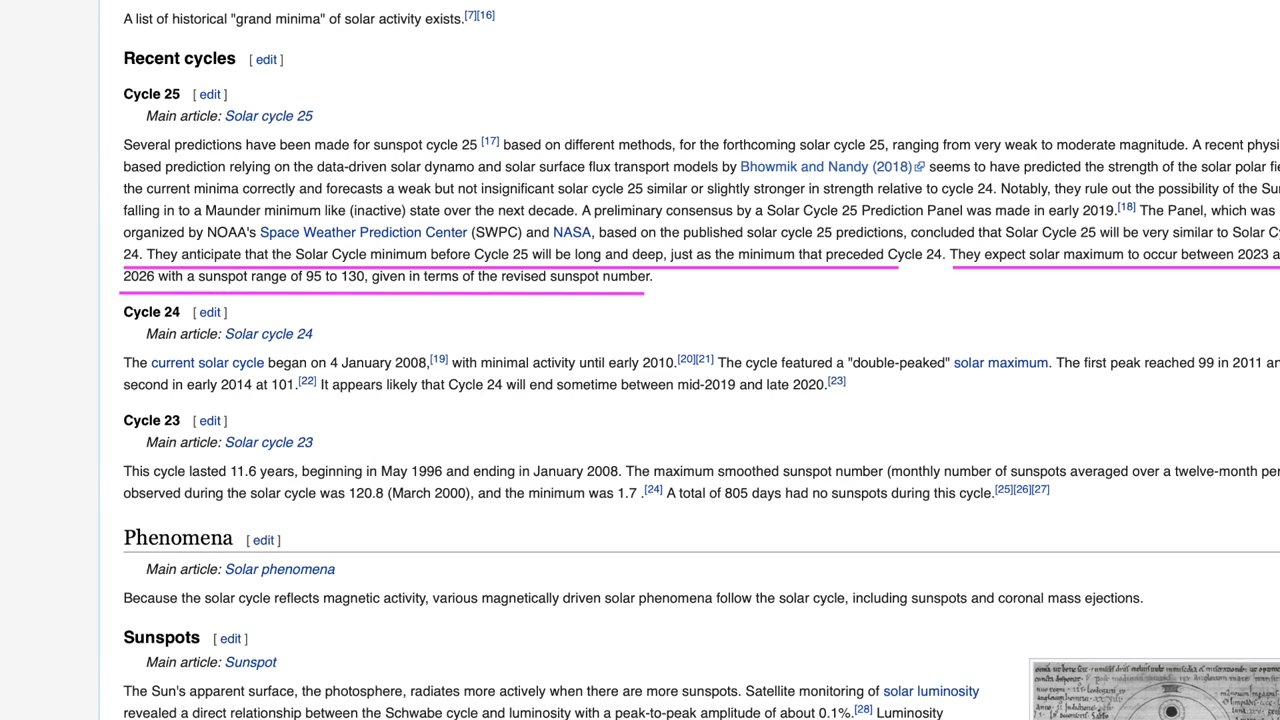 A list of historical "grand minima" of solar activity exists.[7][16]
Recent cycles [ edit ]
Cycle 25 [ edit ]
Main article: Solar cycle 25
Several predictions have been made for sunspot cycle 25 [17] based on different methods, for the forthcoming solar cycle 25, ranging from very weak to moderate magnitude. A recent physi
based prediction relying on the data-driven solar dynamo and solar surface flux transport models by Bhowmik and Nandy (2018) seems to have predicted the strength of the solar polar fie
the current minima correctly and forecasts a weak but not insignificant solar cycle 25 similar or slightly stronger in strength relative to cycle 24. Notably, they rule out the possibility of the Su
falling in to a Maunder minimum like (inactive) state over the next decade. A preliminary consensus by a Solar Cycle 25 Prediction Panel was made in early 2019.[18] The Panel, which was
organized by NOAA's Space Weather Prediction Center (SWPC) and NASA, based on the published solar cycle 25 predictions, concluded that Solar Cycle 25 will be very similar to Solar Cy
24. They anticipate that the Solar Cycle minimum before Cycle 25 will be long and deep, just as the minimum that preceded Cycle 24. They expect solar maximum to occur between 2023 a
2026 with a sunspot range of 95 to 130, given in terms of the revised sunspot number.
Cycle 24 [ edit ]
Main article: Solar cycle 24
The current solar cycle began on 4 January 2008,[19] with minimal activity until early 2010.[20][21] The cycle featured a "double-peaked" solar maximum. The first peak reached 99 in 2011 an
second in early 2014 at 101.[22] It appears likely that Cycle 24 will end sometime between mid-2019 and late 2020.[23]
Cycle 23 [ edit ]
Main article: Solar cycle 23
This cycle lasted 11.6 years, beginning in May 1996 and ending in January 2008. The maximum smoothed sunspot number (monthly number of sunspots averaged over a twelve-month per
observed during the solar cycle was 120.8 (March 2000), and the minimum was 1.7 .[24] A total of 805 days had no sunspots during this cycle.[25][26][27]
Phenomena [ edit ]
Main article: Solar phenomena
Because the solar cycle reflects magnetic activity, various magnetically driven solar phenomena follow the solar cycle, including sunspots and coronal mass ejections.
Sunspots [ edit ]
Main article: Sunspot
The Sun's apparent surface, the photosphere, radiates more actively when there are more sunspots. Satellite monitoring of solar luminosity
revealed a direct relationship between the Schwabe cycle and luminosity with a peak-to-peak amplitude of about 0.1%.[28] Luminosity